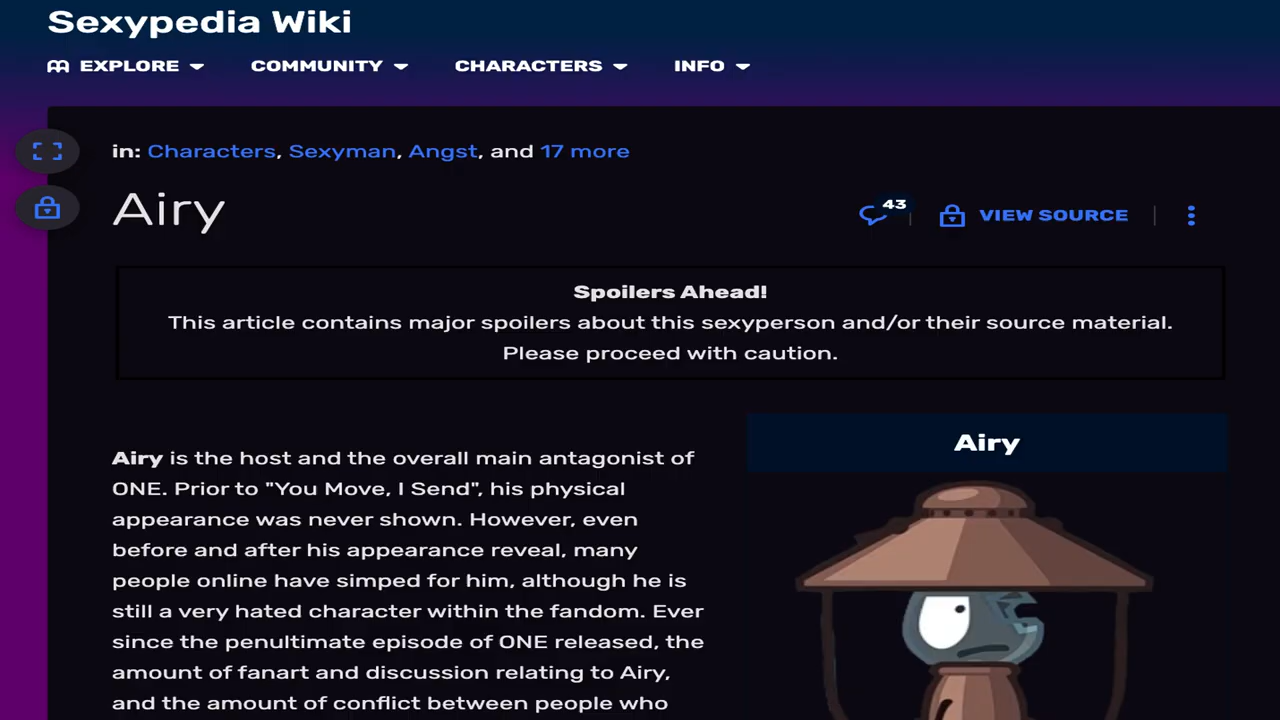 Sexypedia Wiki
EXPLORE COMMUNITY CHARACTERS INFO
in: Characters, Sexyman, Angst, and 17 more
Airy
43
VIEW SOURCE
Spoilers Ahead!
This article contains major spoilers about this sexyperson and/or their source material.
Please proceed with caution.
Airy
Airy is the host and the overall main antagonist of
ONE. Prior to "You Move, I Send", his physical
appearance was never shown. However, even
before and after his appearance reveal, many
people online have simped for him, although he is
still a very hated character within the fandom. Ever
since the penultimate episode of ONE released, the
amount of fanart and discussion relating to Airy,
and the amount of conflict between people who